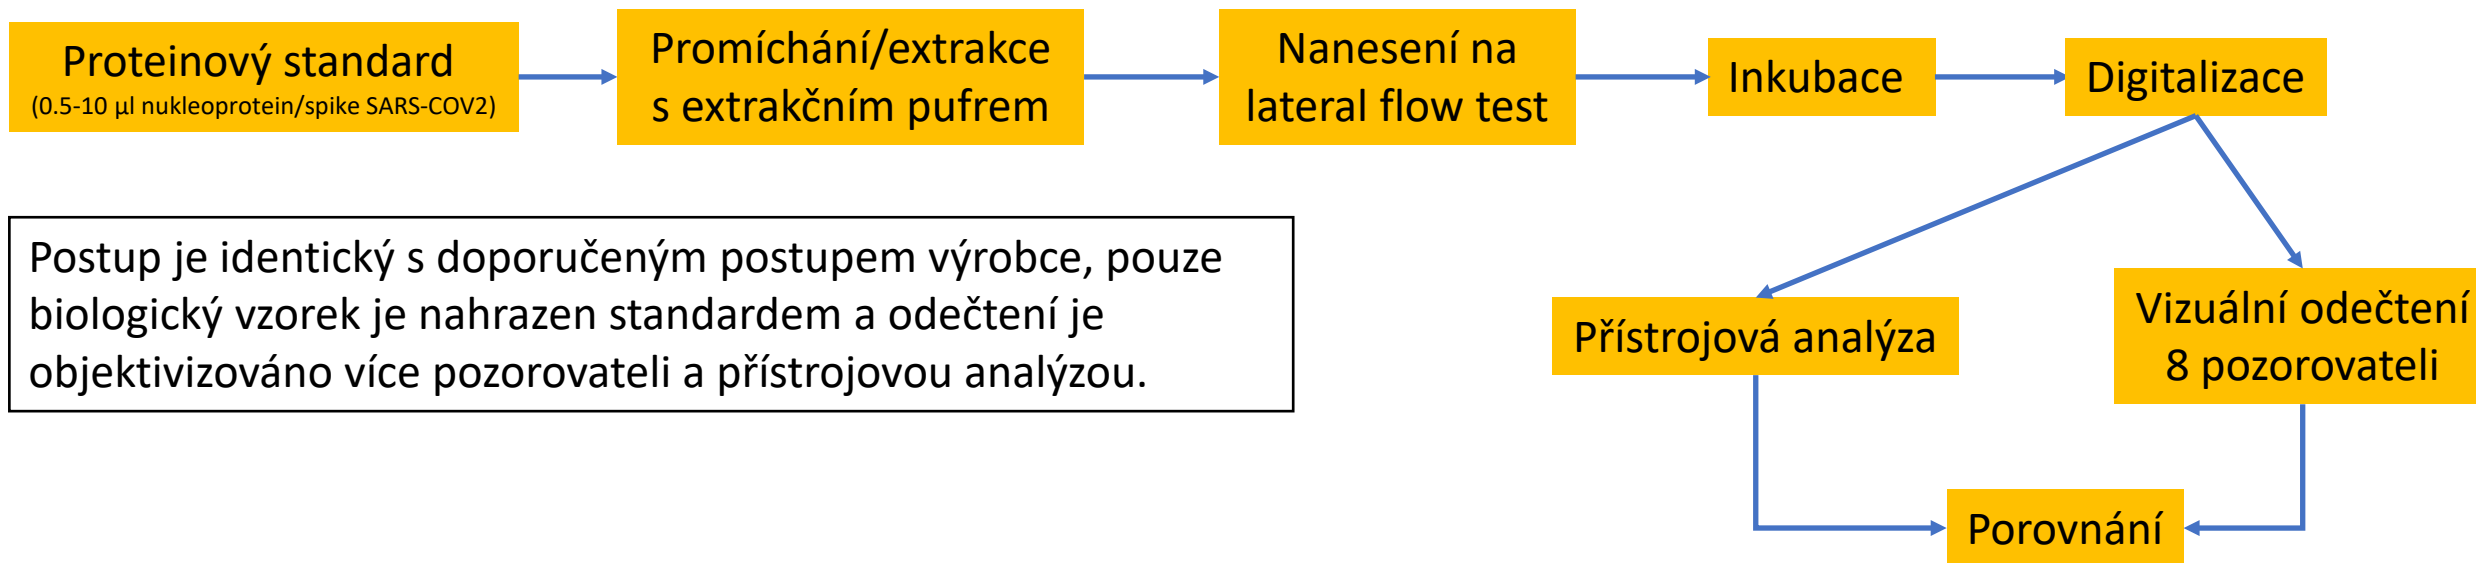 Proteinový standard
(0.5-10 µl nukleoprotein/spike SARS-COV2)
Promíchání/extrakce
s extrakčním pufrem
Nanesení na
lateral flow test
Inkubace
Digitalizace
Postup je identický s doporučeným postupem výrobce, pouze
biologický vzorek je nahrazen standardem a odečtení je
objektivizováno více pozorovateli a přístrojovou analýzou.
Přístrojová analýza
Vizuální odečtení
8 pozorovateli
Porovnání